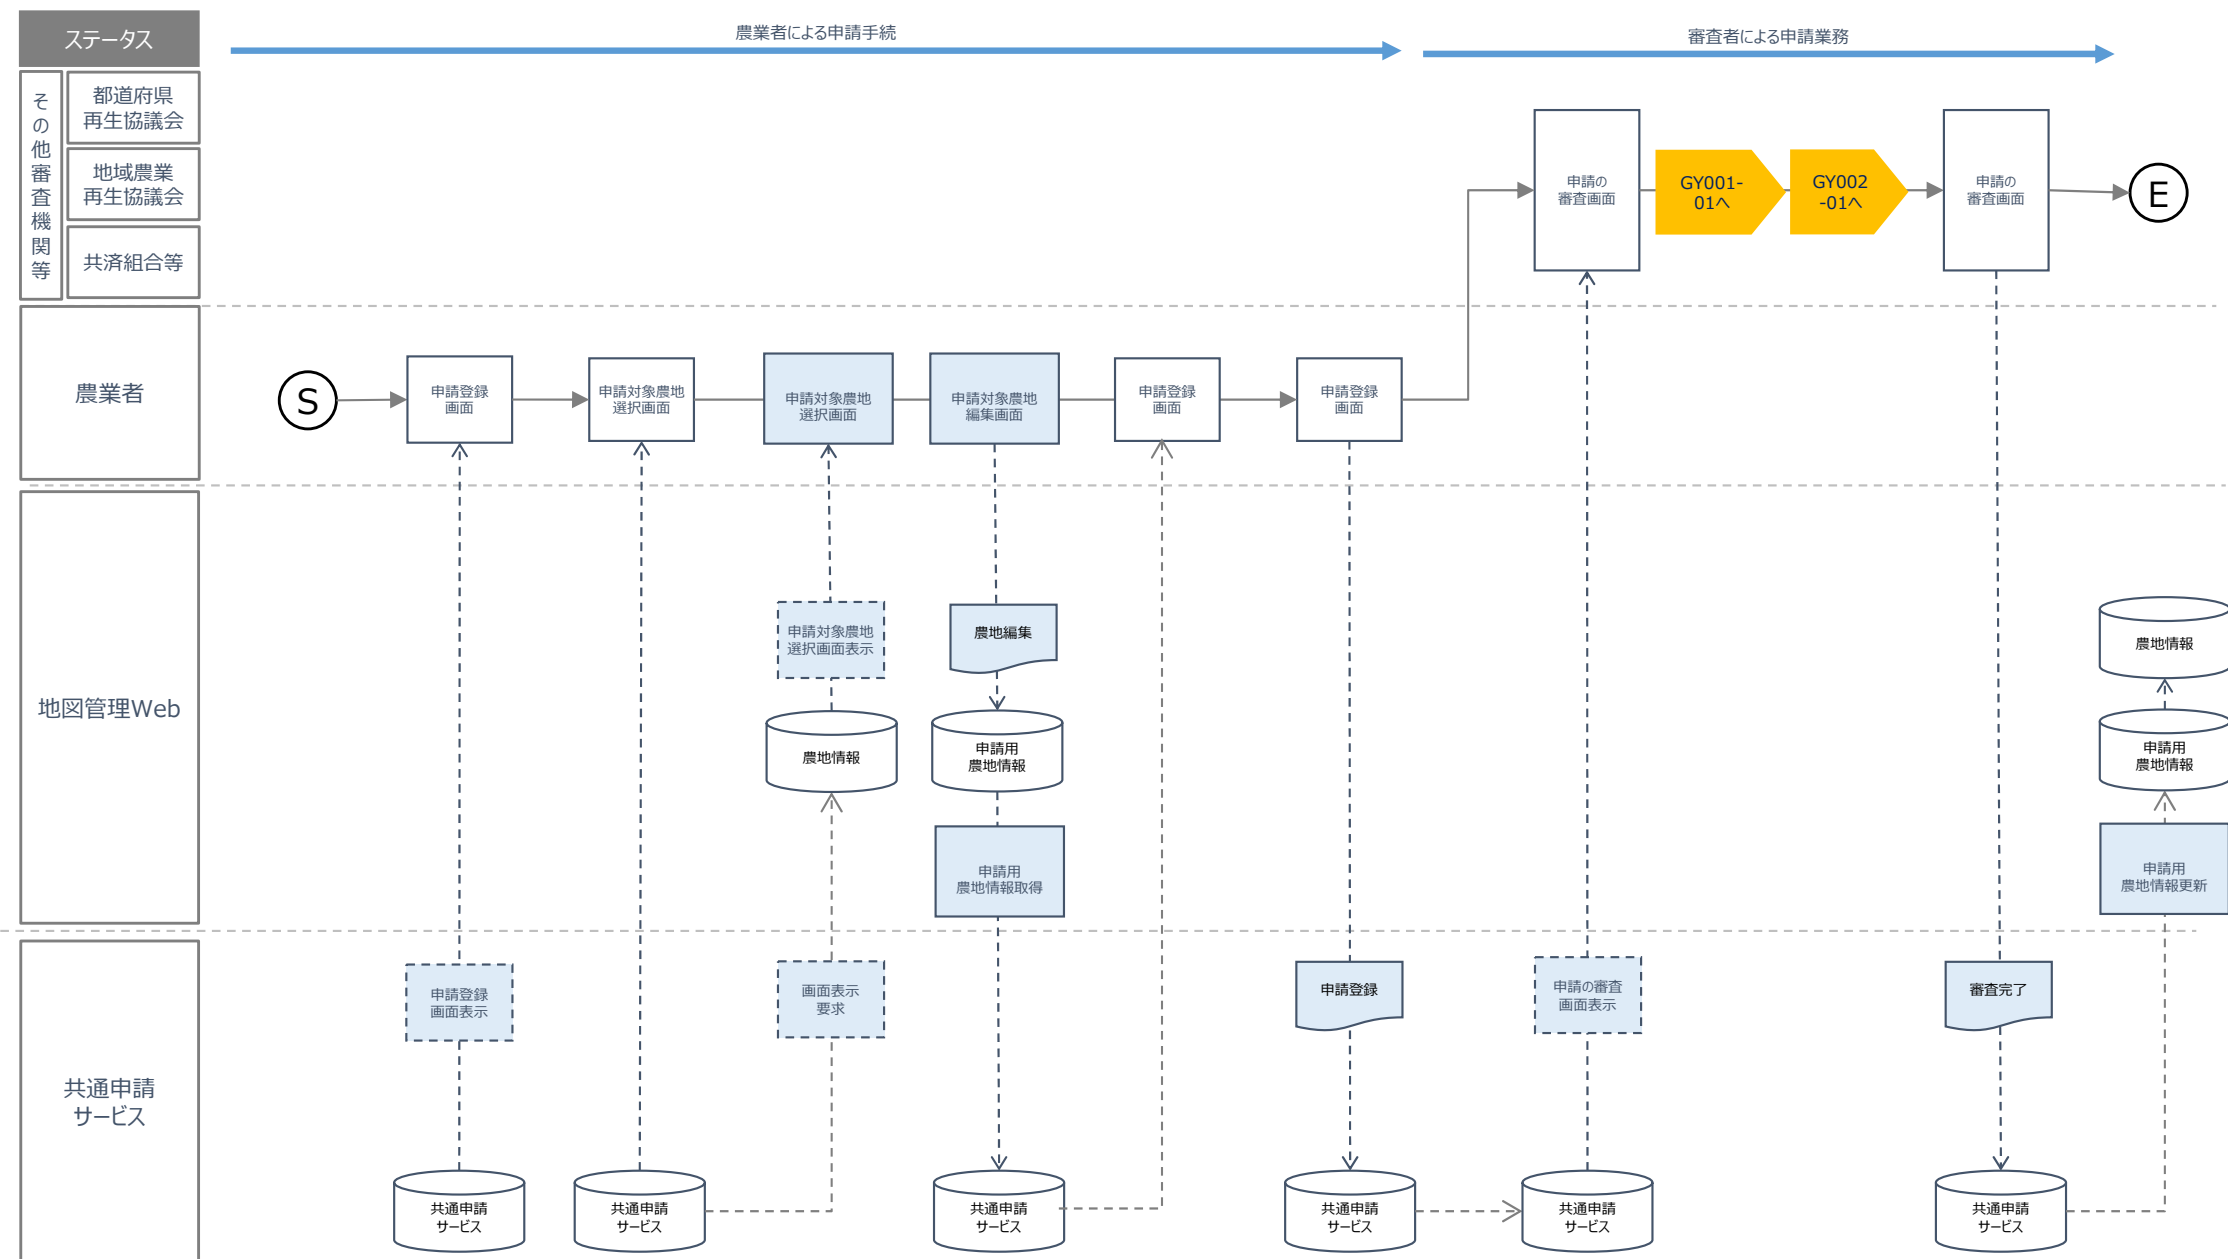 ステータス
農業者による申請手続
審査者による申請業務
その他審査機関等
都道府県
再生協議会
地域農業
再生協議会
共済組合等
申請の
審査画面
GY001-
01へ
GY002
-01へ
申請の
審査画面
E
農業者
S
申請登録
画面
申請対象農地
選択画面
申請対象農地
選択画面
申請対象農地
編集画面
申請登録
画面
申請登録
画面
地図管理Web
申請対象農地
選択画面表示
農地編集
農地情報
農地情報
申請用
農地情報
申請用
農地情報
申請用
農地情報取得
申請用
農地情報更新
共通申請
サービス
申請登録
画面表示
画面表示
要求
申請登録
申請の審査
画面表示
審査完了
共通申請
サービス
共通申請
サービス
共通申請
サービス
共通申請
サービス
共通申請
サービス
共通申請
サービス